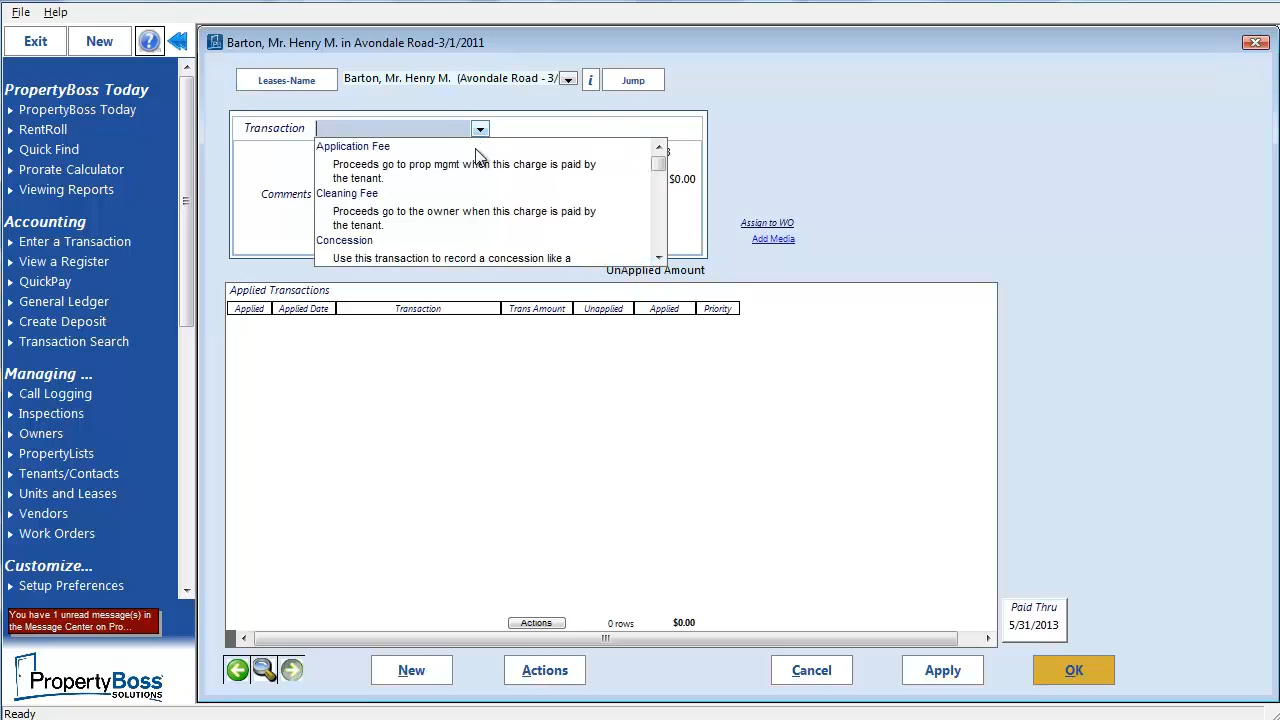 File Help
Exit New ?
Barton, Mr. Henry M. in Avondale Road-3/1/2011
Leases-Name Barton, Mr. Henry M. (Avondale Road - 3/ i Jump
PropertyBoss Today
PropertyBoss Today
RentRoll
Quick Find
Prorate Calculator
Viewing Reports
Accounting
Enter a Transaction
View a Register
QuickPay
General Ledger
Create Deposit
Transaction Search
Managing ...
Call Logging
Inspections
Owners
PropertyLists
Tenants/Contacts
Units and Leases
Vendors
Work Orders
Customize...
Setup Preferences
You have 1 unread message(s) in
the Message Center on Pro...
PropertyBoss
SOLUTIONS
Ready
Transaction
Application Fee
Proceeds go to prop mgmt when this charge is paid by
the tenant.
Cleaning Fee
Proceeds go to the owner when this charge is paid by
the tenant.
Concession
Use this transaction to record a concession like a
Comments
3
$0.00
Assign to WO
Add Media
UnApplied Amount
Applied Transactions
Applied Applied Date Transaction Trans Amount Unapplied Applied Priority
Actions 0 rows $0.00
Paid Thru
5/31/2013
New Actions Cancel Apply OK